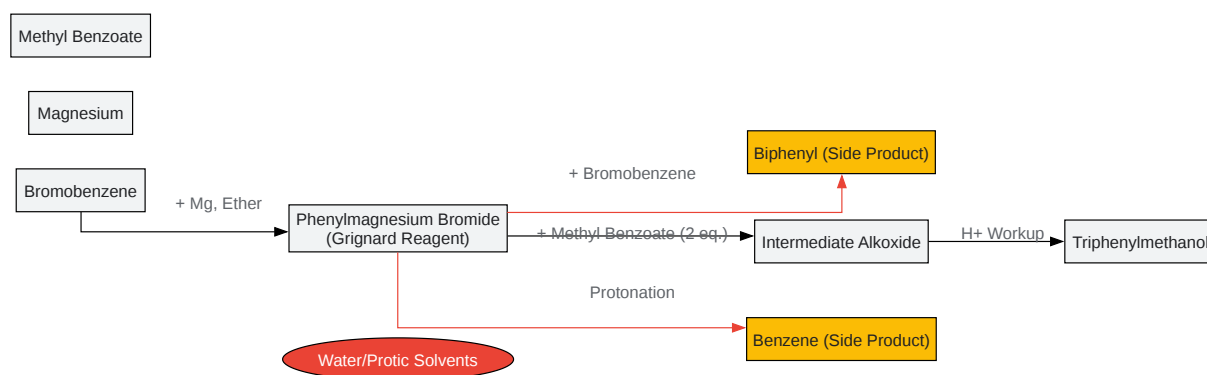 Methyl Benzoate
Magnesium
Bromobenzene
+ Mg, Ether
Phenylmagnesium Bromide
(Grignard Reagent)
+ Bromobenzene
Biphenyl (Side Product)
+ Methyl Benzoate (2 eq.)
Intermediate Alkoxide
H+ Workup
Triphenylmethanol
Protonation
Benzene (Side Product)
Water/Protic Solvents